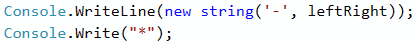 Console.WriteLine(new string('-', leftRight));
Console.Write("*");